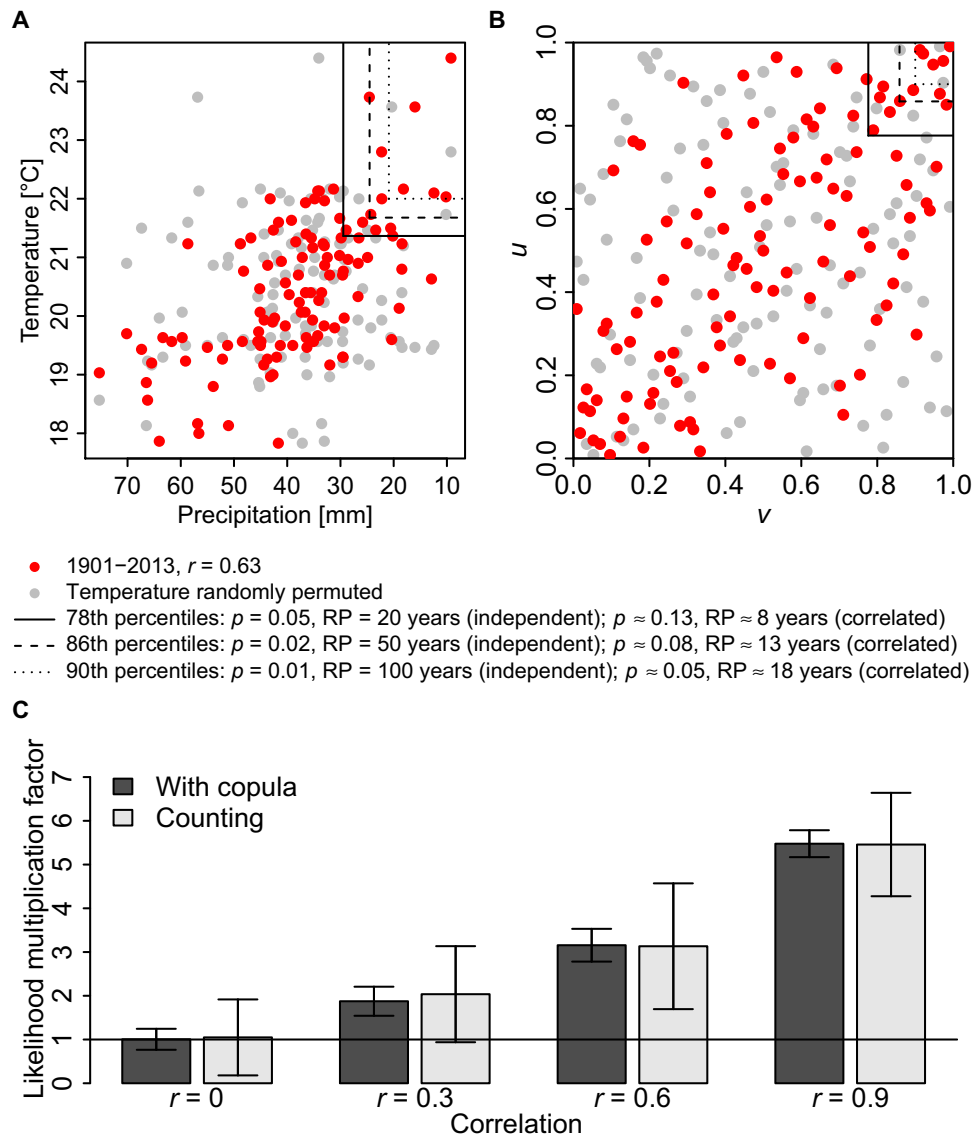 A
B
Temperature [°C]
24
23
22
21
20
19
18
70 60 50 40 30 20 10
Precipitation [mm]
u
1.0
0.8
0.6
0.4
0.2
0.0
0.0 0.2 0.4 0.6 0.8 1.0
v
1901−2013, r = 0.63
Temperature randomly permuted
78th percentiles: p = 0.05, RP = 20 years (independent); p ≈ 0.13, RP ≈ 8 years (correlated)
86th percentiles: p = 0.02, RP = 50 years (independent); p ≈ 0.08, RP ≈ 13 years (correlated)
90th percentiles: p = 0.01, RP = 100 years (independent); p ≈ 0.05, RP ≈ 18 years (correlated)
C
Likelihood multiplication factor
7
6
5
4
3
2
1
0
With copula
Counting
r = 0 r = 0.3 r = 0.6 r = 0.9
Correlation